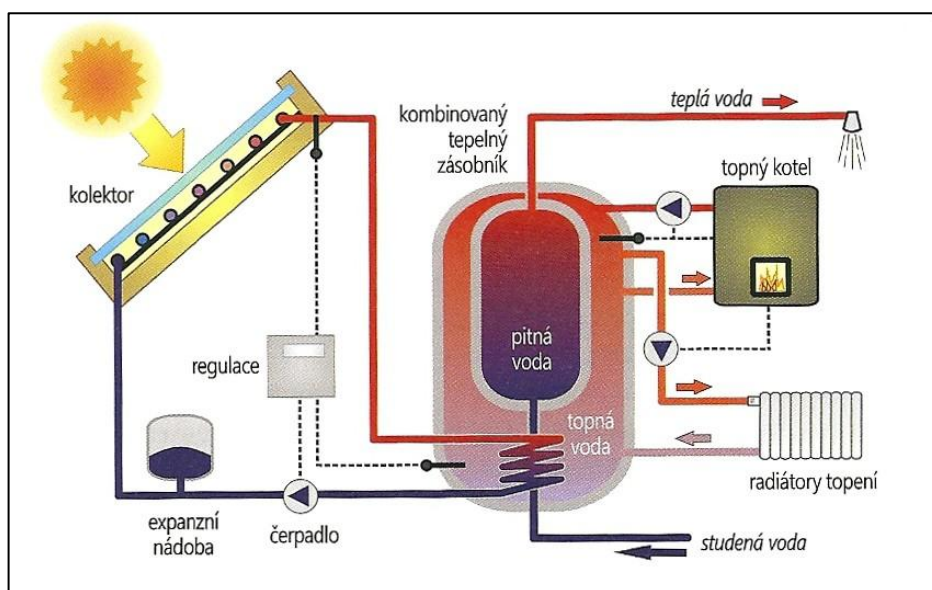 kolektor
kombinovaný
tepelný
zásobník
teplá voda
topný kotel
regulace
pitná
voda
topná
voda
expanzní
nádoba
čerpadlo
radiátory topení
studená voda